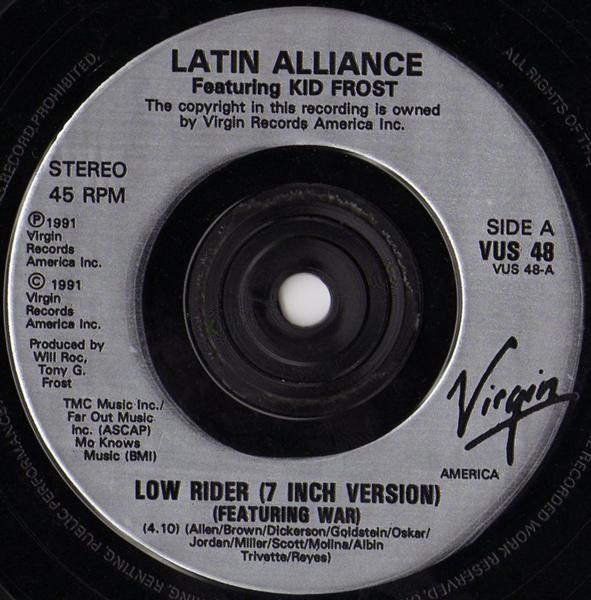 LATIN ALLIANCE
Featuring KID FROST
The copyright in this recording is owned
by Virgin Records America Inc.
STEREO
45 RPM
Ⓟ1991
Virgin
Records
America Inc.
© 1991
Virgin
Records
America Inc.
Produced by
Will Roc,
Tony G.
Frost
TMC Music Inc./
Far Out Music
Inc. (ASCAP)
Mo Knows
Music (BMI)
SIDE A
VUS 48
VUS 48-A
Virgin
AMERICA
LOW RIDER (7 INCH VERSION)
(FEATURING WAR)
(4.10) (Allen/Brown/Dickerson/Goldstein/Oskar/
Jordan/Miller/Scott/Molina/Albin
Trivette/Reyes)
ALL RIGHTS OF THE
RECORDED WORK RESERVED.
RENTING, PUBLIC PERFORMANCE
RECORD PROHIBITED.